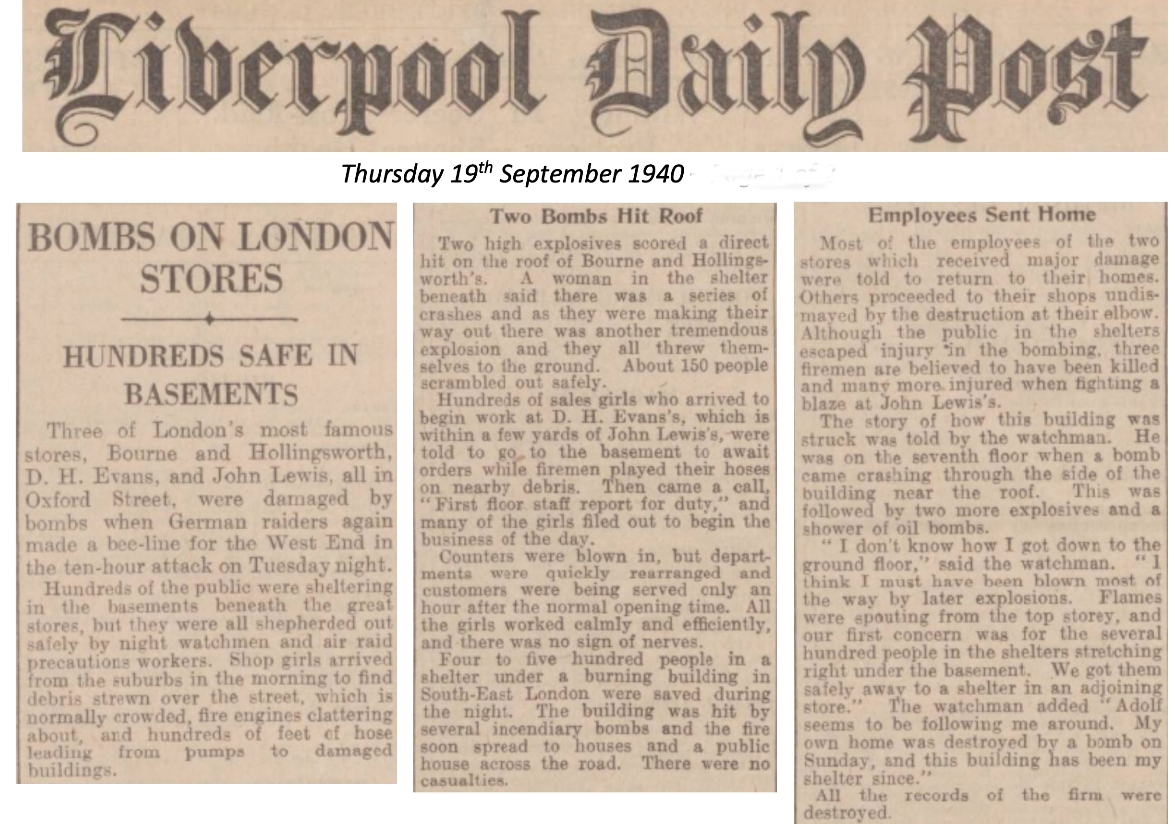 Liverpool Daily Post
Thursday 19th September 1940 -
BOMBS ON LONDON
STORES
HUNDREDS SAFE IN
BASEMENTS
Three of London's most famous
stores, Bourne and Hollingsworth,
D. H. Evans, and John Lewis, all in
Oxford Street, were damaged by
bombs when German raiders again
made a bee-line for the West End in
the ten-hour attack on Tuesday night.
Hundreds of the public were sheltering
in the basements beneath the great
stores, but they were all shepherded out
safely by night watchmen and air raid
precautions workers. Shop girls arrived
from the suburbs in the morning to find
debris strewn over the street, which is
normally crowded, fire engines clattering
about, and hundreds of feet of hose
leading from pumps to damaged
buildings.
Two Bombs Hit Roof
Two high explosives scored a direct
hit on the roof of Bourne and Hollings-
worth's. A woman in the shelter
beneath said there was a series of
crashes and as they were making their
way out there was another tremendous
explosion and they all threw them-
selves to the ground. About 150 people
scrambled out safely.
Hundreds of sales girls who arrived to
begin work at D. H. Evans's, which is
within a few yards of John Lewis's, were
told to go to the basement to await
orders while firemen played their hoses
on nearby debris. Then came a call,
"First floor staff report for duty," and
many of the girls filed out to begin the
business of the day.
Counters were blown in, but depart-
ments were quickly rearranged and
customers were being served only an
hour after the normal opening time. All
the girls worked calmly and efficiently,
and there was no sign of nerves.
Four to five hundred people in a
shelter under a burning building in
South-East London were saved during
the night. The building was hit by
several incendiary bombs and the fire
soon spread to houses and a public
house across the road. There were no
casualties.
Employees Sent Home
Most of the employees of the two
stores which received major damage
were told to return to their homes.
Others proceeded to their shops undis-
mayed by the destruction at their elbow.
Although the public in the shelters
escaped injury in the bombing, three
firemen are believed to have been killed
and many more injured when fighting a
blaze at John Lewis's.
The story of how this building was
struck was told by the watchman. He
was on the seventh floor when a bomb
came crashing through the side of the
building near the roof. This was
followed by two more explosives and a
shower of oil bombs.
"I don't know how I got down to the
ground floor," said the watchman. "I
think I must have been blown most of
the way by later explosions. Flames
were spouting from the top storey, and
our first concern was for the several
hundred people in the shelters stretching
right under the basement. We got them
safely away to a shelter in an adjoining
store." The watchman added "Adolf
seems to be following me around. My
own home was destroyed by a bomb on
Sunday, and this building has been my
shelter since."
All the records of the firm were
destroyed.